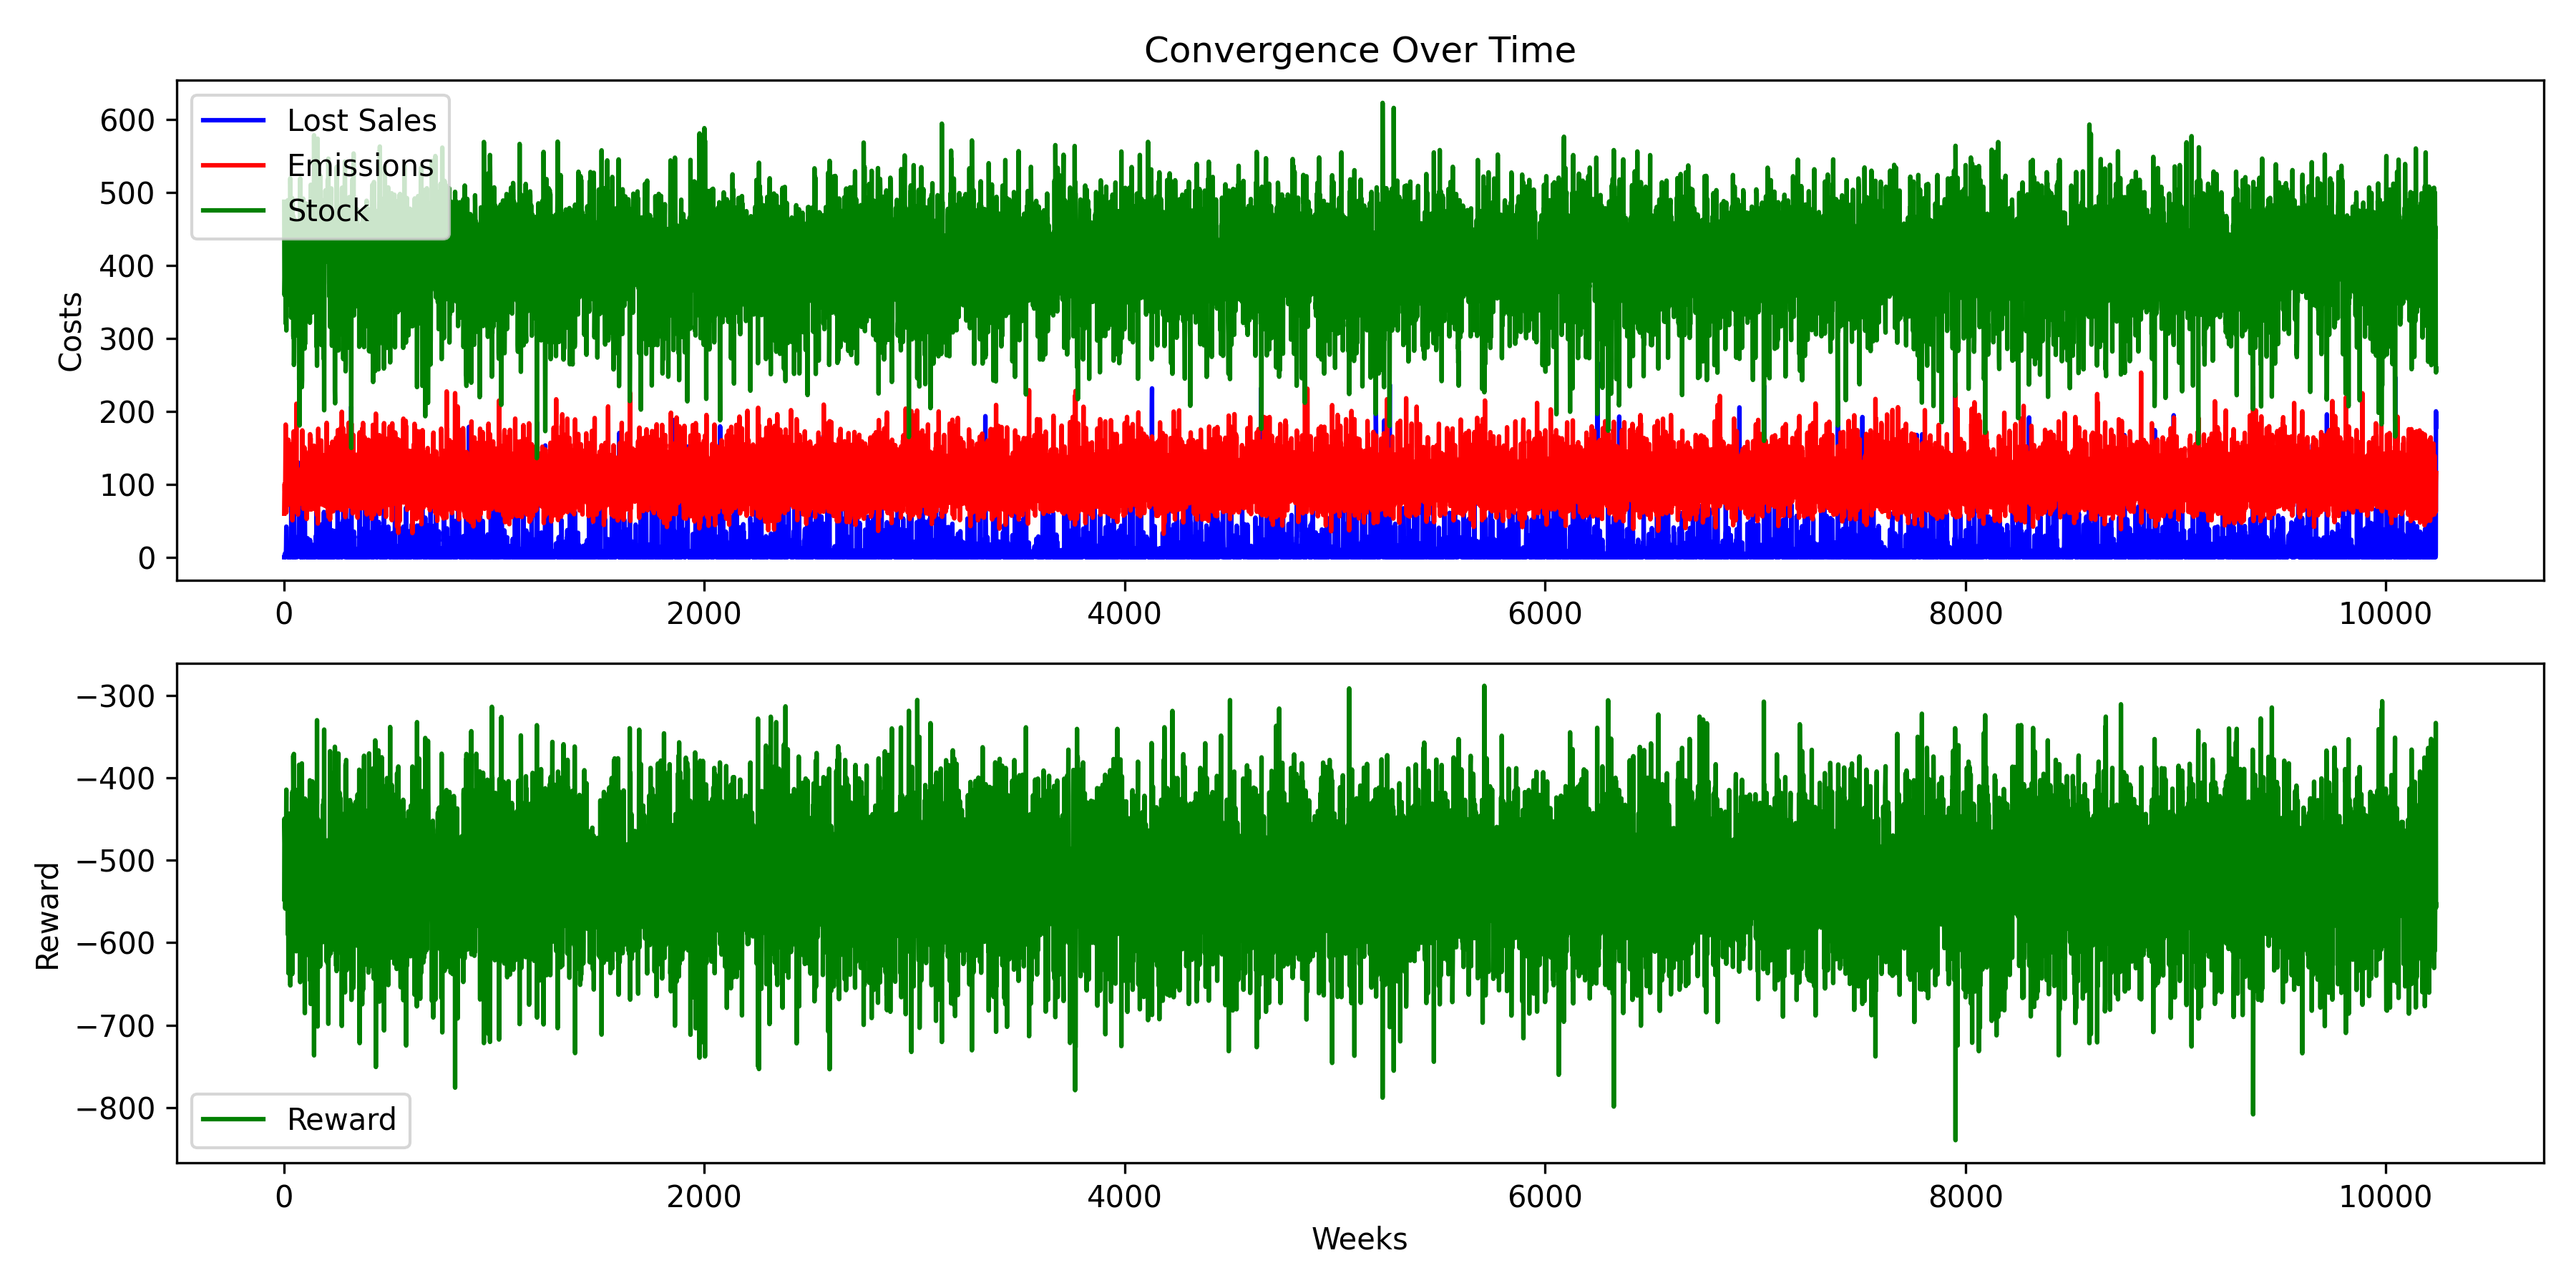 Convergence Over Time
Lost Sales
Emissions
Stock
Costs
600
500
400
300
200
100
0
0 2000 4000 6000 8000 10000
Reward
−300
−400
−500
−600
−700
−800
Reward
0 2000 4000 6000 8000 10000
Weeks